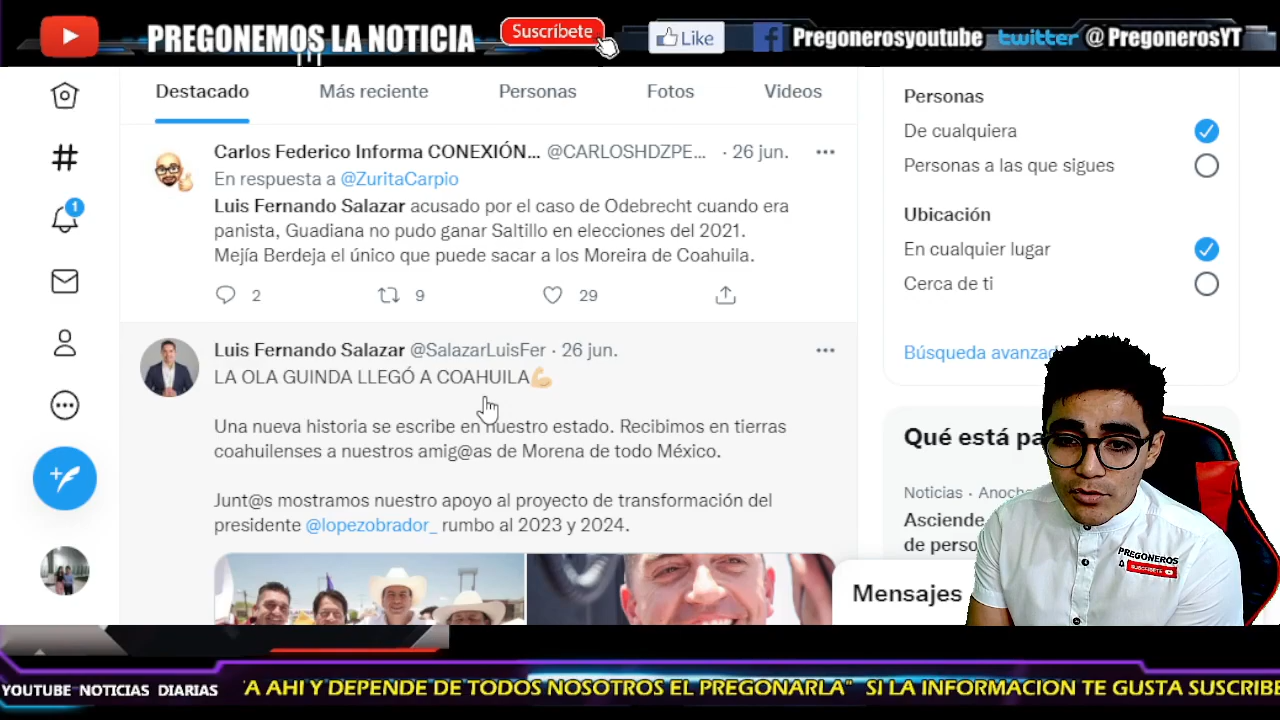 PREGONEMOS LA NOTICIA
Suscríbete
Like
Pregonerosyoutube
twitter @PregonerosYT
Destacado Más reciente Personas Fotos Videos
Carlos Federico Informa CONEXIÓN... @CARLOSHDZPE... · 26 jun.
En respuesta a @ZuritaCarpio
Luis Fernando Salazar acusado por el caso de Odebrecht cuando era
panista, Guadiana no pudo ganar Saltillo en elecciones del 2021.
Mejía Berdeja el único que puede sacar a los Moreira de Coahuila.
2 9 29
1
Luis Fernando Salazar @SalazarLuisFer · 26 jun.
LA OLA GUINDA LLEGÓ A COAHUILA💪🏼
Una nueva historia se escribe en nuestro estado. Recibimos en tierras
coahuilenses a nuestros amig@as de Morena de todo México.
Junt@s mostramos nuestro apoyo al proyecto de transformación del
presidente @lopezobrador_ rumbo al 2023 y 2024.
Personas
De cualquiera
Personas a las que sigues
Ubicación
En cualquier lugar
Cerca de ti
Búsqueda avanzad
Qué está pa
Noticias · Anoch
Asciende
de perso
Mensajes
PREGONEROS
SUSCRIBETE
YOUTUBE NOTICIAS DIARIAS
'A AHI Y DEPENDE DE TODOS NOSOTROS EL PREGONARLA" SI LA INFORMACION TE GUSTA SUSCRIBE